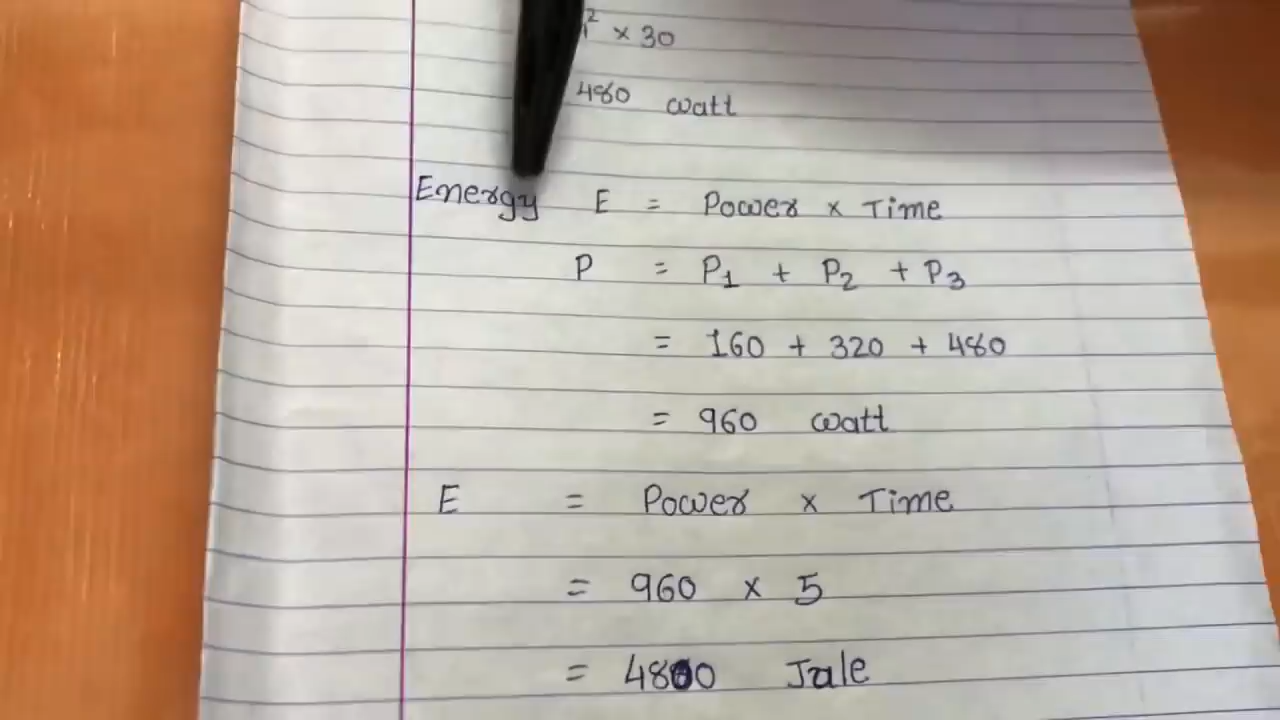 ² × 30
480 watt
Energy E = Power × Time
P = P1 + P2 + P3
= 160 + 320 + 480
= 960 watt
E = Power × Time
= 960 × 5
= 4800 Jule